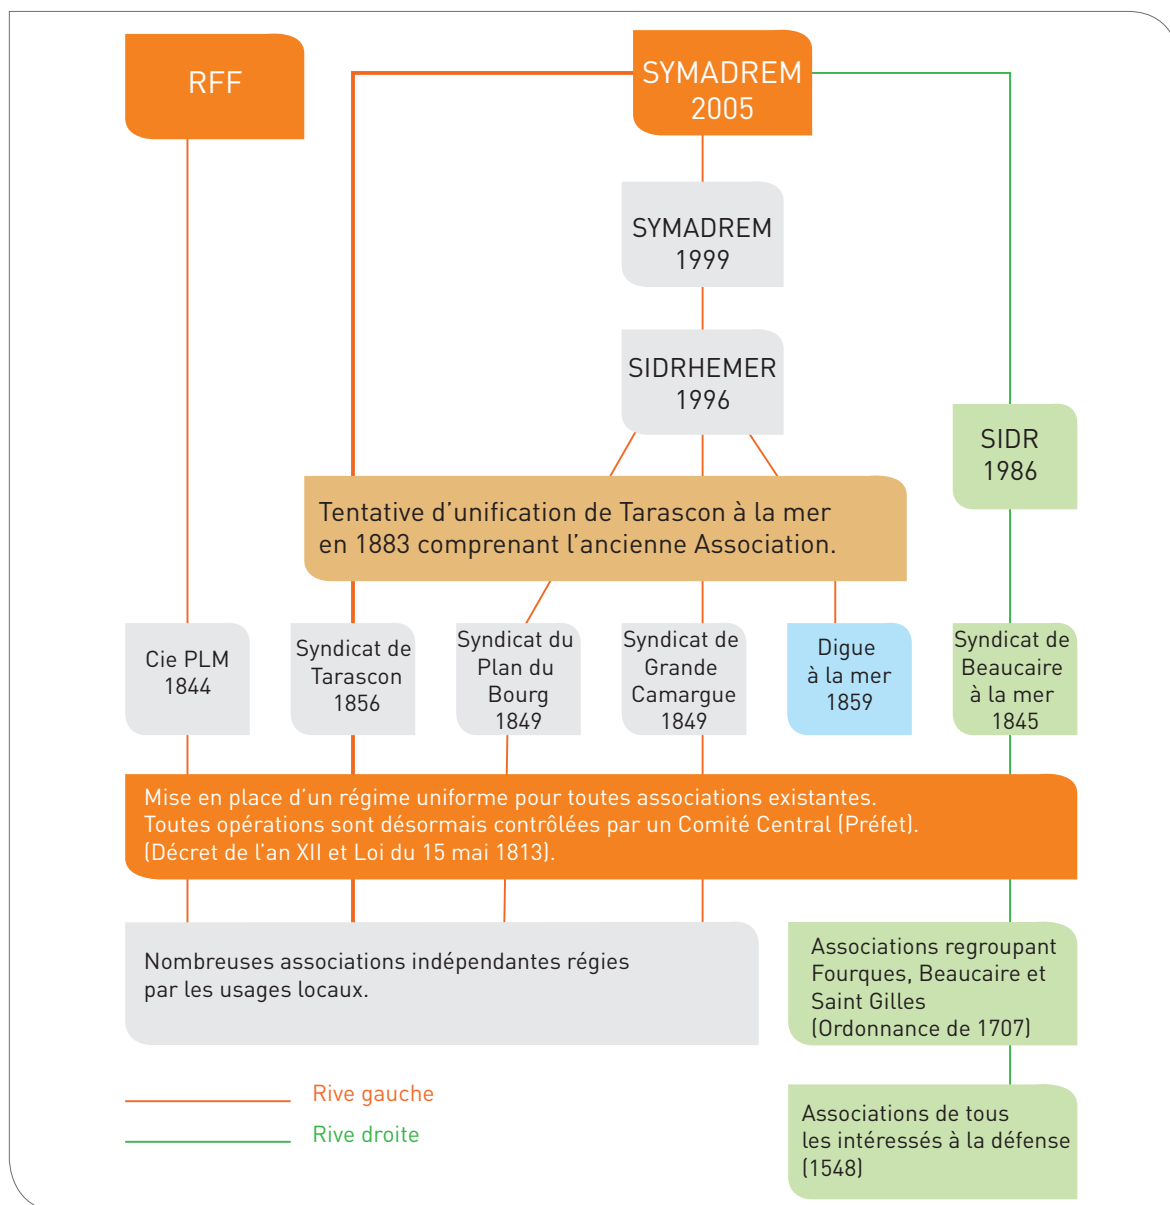 RFF
SYMADREM
2005
SYMADREM
1999
SIDRHEMER
1996
SIDR
1986
Tentative d’unification de Tarascon à la mer
en 1883 comprenant l’ancienne Association.
Cie PLM
1844
Syndicat de
Tarascon
1856
Syndicat du
Plan du
Bourg
1849
Syndicat de
Grande
Camargue
1849
Digue
à la mer
1859
Syndicat de
Beaucaire
à la mer
1845
Mise en place d’un régime uniforme pour toutes associations existantes.
Toutes opérations sont désormais contrôlées par un Comité Central (Préfet).
(Décret de l’an XII et Loi du 15 mai 1813).
Nombreuses associations indépendantes régies
par les usages locaux.
Associations regroupant
Fourques, Beaucaire et
Saint Gilles
(Ordonnance de 1707)
Rive gauche
Rive droite
Associations de tous
les intéressés à la défense
(1548)